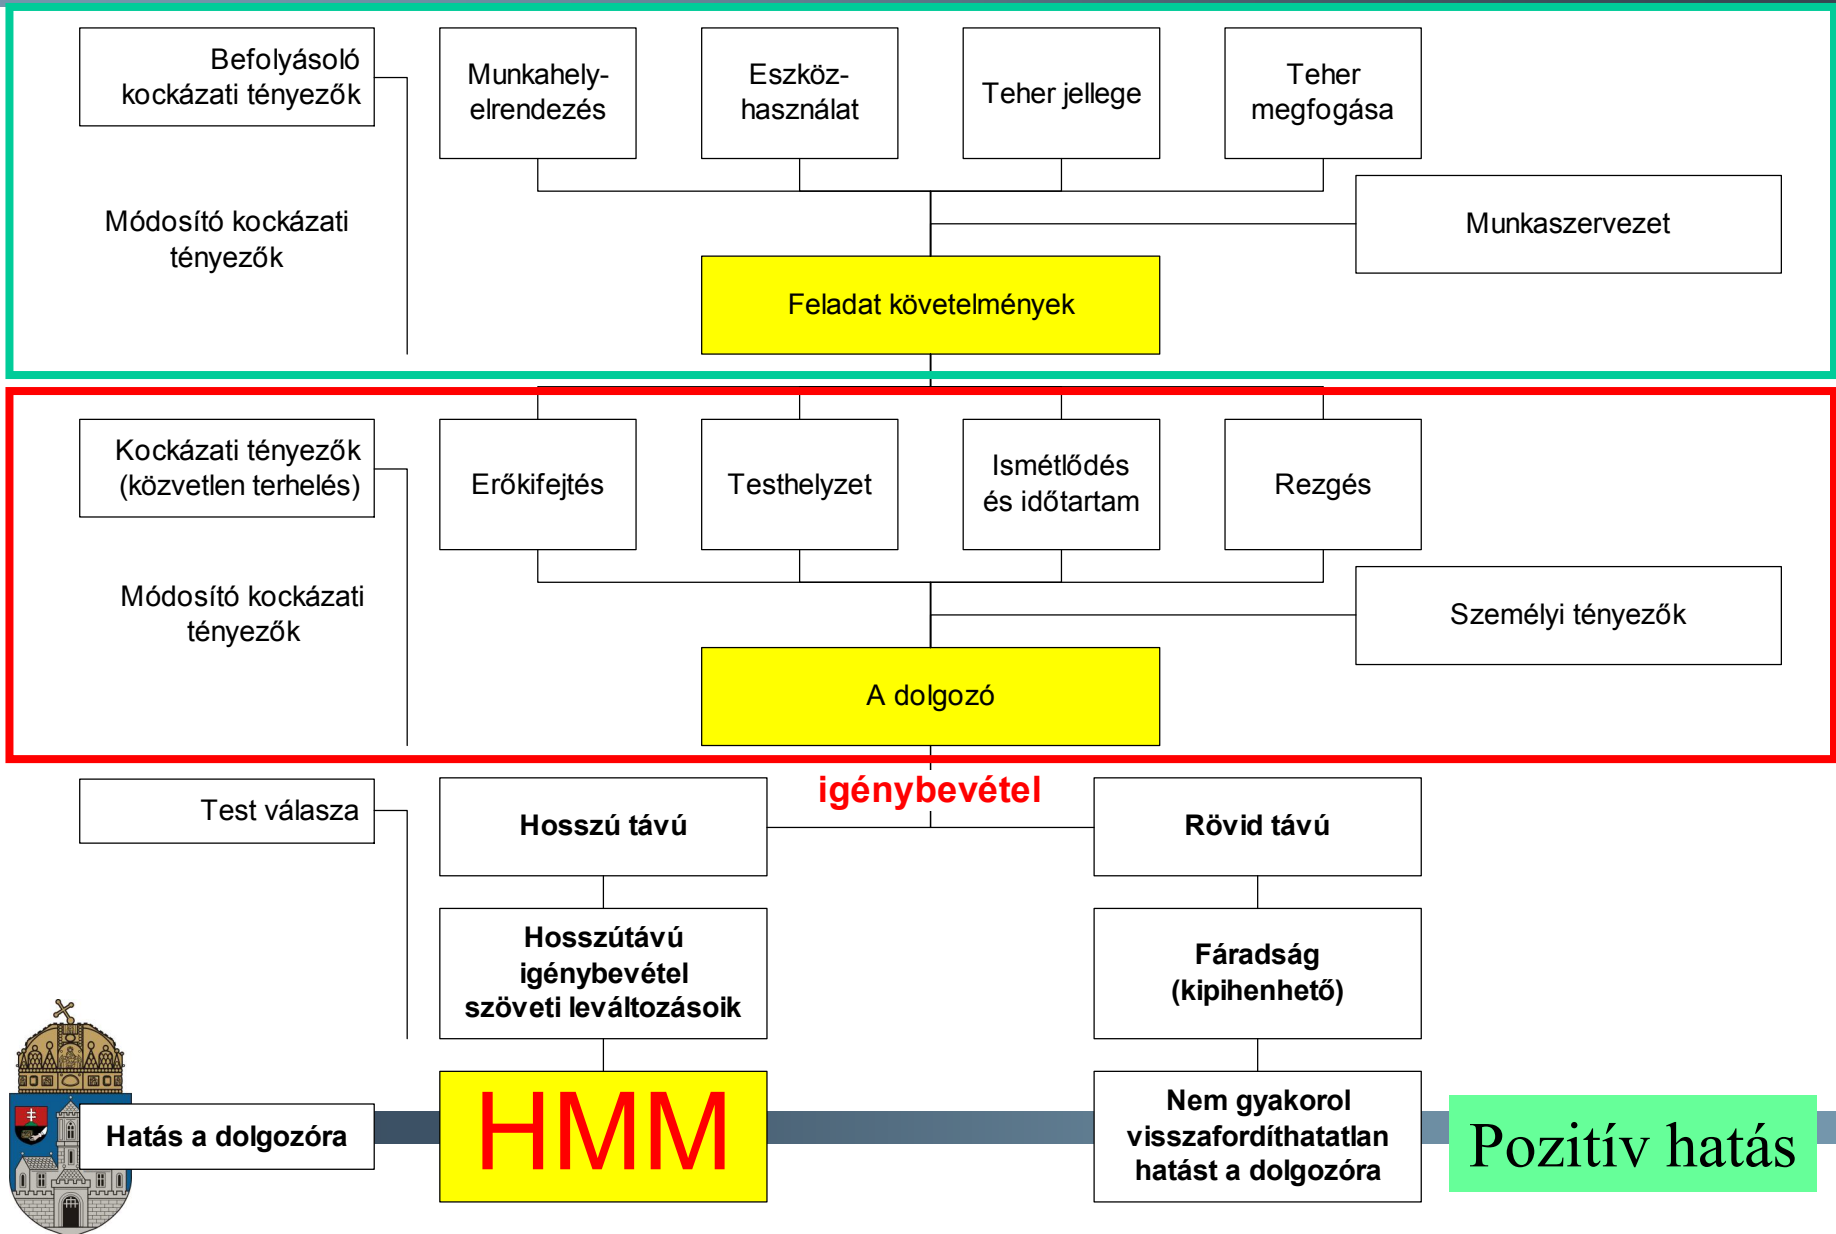 Befolyásoló
kockázati tényezők
Munkahely-
elrendezés
Eszköz-
használat
Teher jellege
Teher
megfogása
Módosító kockázati
tényezők
Munkaszervezet
Feladat követelmények
Kockázati tényezők
(közvetlen terhelés)
Erőkifejtés
Testhelyzet
Ismétlődés
és időtartam
Rezgés
Módosító kockázati
tényezők
Személyi tényezők
A dolgozó
igénybevétel
Test válasza
Hosszú távú
Rövid távú
Hosszútávú
igénybevétel
szöveti leváltozásoik
Fáradság
(kipihenhető)
Hatás a dolgozóra
HMM
Nem gyakorol
visszafordíthatatlan
hatást a dolgozóra
Pozitív hatás